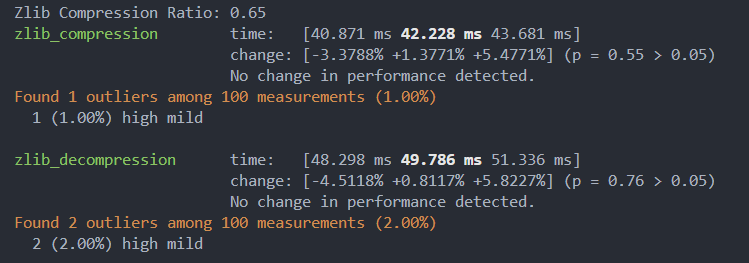 Zlib Compression Ratio: 0.65
zlib_compression time: [40.871 ms 42.228 ms 43.681 ms]
change: [-3.3788% +1.3771% +5.4771%] (p = 0.55 > 0.05)
No change in performance detected.
Found 1 outliers among 100 measurements (1.00%)
1 (1.00%) high mild
zlib_decompression time: [48.298 ms 49.786 ms 51.336 ms]
change: [-4.5118% +0.8117% +5.8227%] (p = 0.76 > 0.05)
No change in performance detected.
Found 2 outliers among 100 measurements (2.00%)
2 (2.00%) high mild